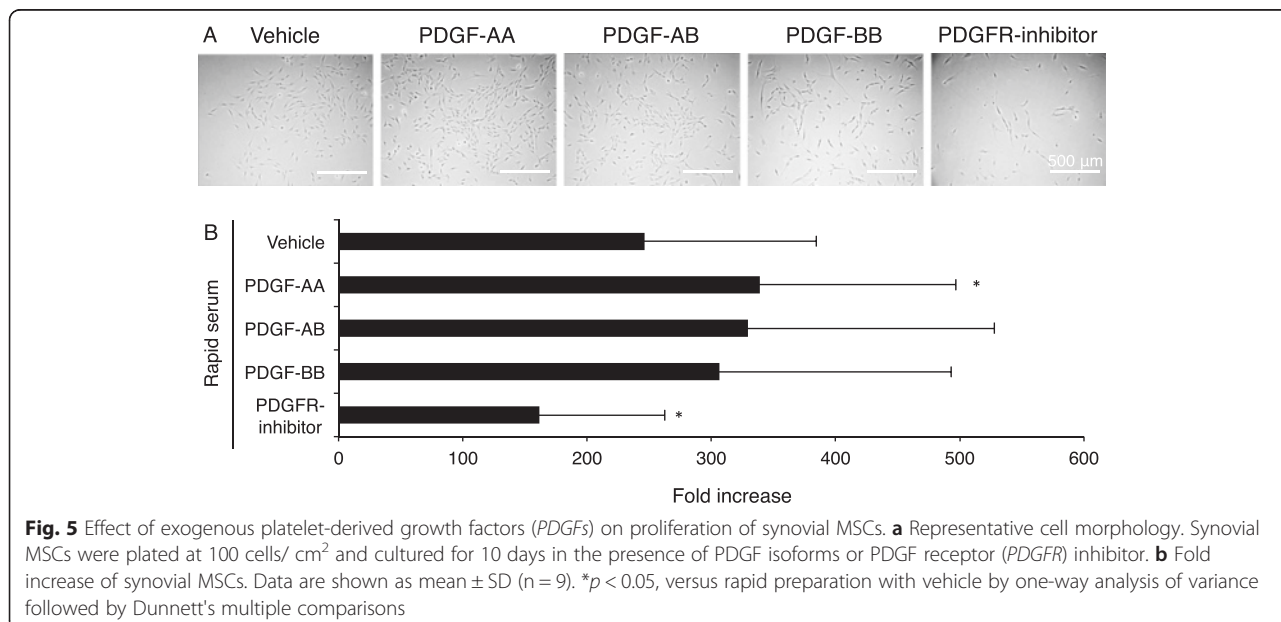 A Vehicle PDGF-AA PDGF-AB PDGF-BB PDGFR-inhibitor
500 µm
B
Rapid serum
Vehicle
PDGF-AA *
PDGF-AB
PDGF-BB
PDGFR-
inhibitor *
0 100 200 300 400 500 600
Fold increase
Fig. 5 Effect of exogenous platelet-derived growth factors (PDGFs) on proliferation of synovial MSCs. a Representative cell morphology. Synovial
MSCs were plated at 100 cells/ cm² and cultured for 10 days in the presence of PDGF isoforms or PDGF receptor (PDGFR) inhibitor. b Fold
increase of synovial MSCs. Data are shown as mean ± SD (n = 9). *p < 0.05, versus rapid preparation with vehicle by one-way analysis of variance
followed by Dunnett's multiple comparisons